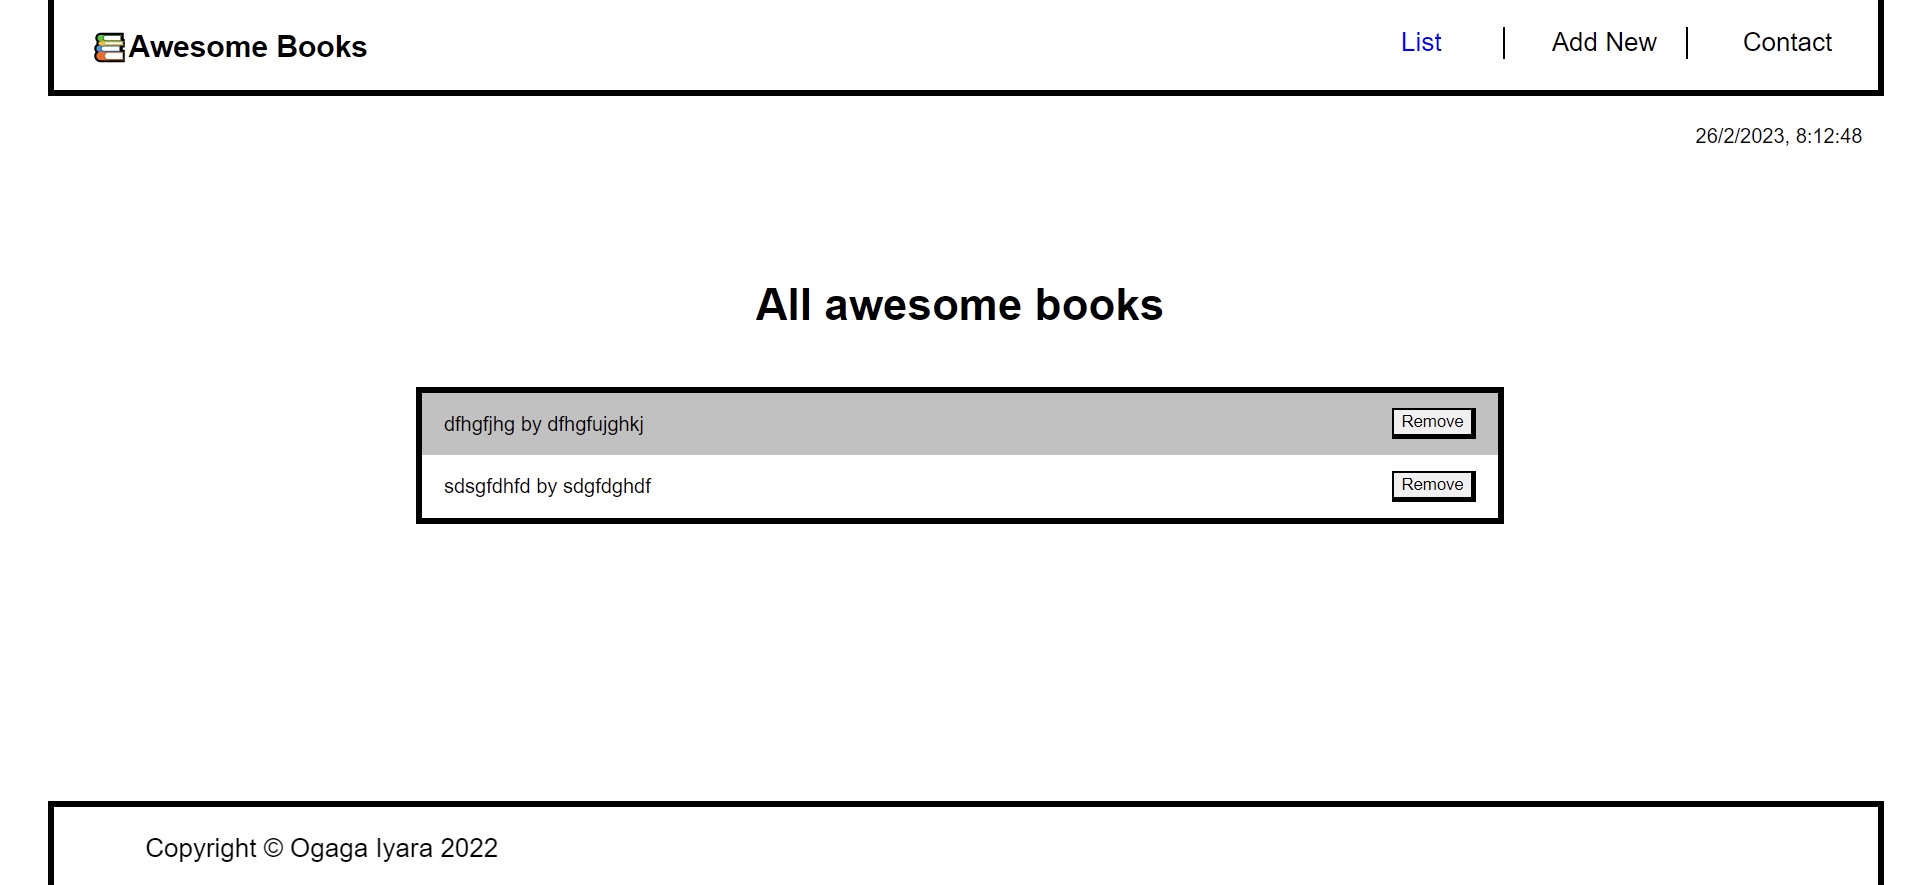 Awesome Books
List
Add New
Contact
26/2/2023, 8:12:48
All awesome books
dfhgfjhg by dfhgfujghkj
Remove
sdsgfdhfd by sdgfdghdf
Remove
Copyright © Ogaga Iyara 2022